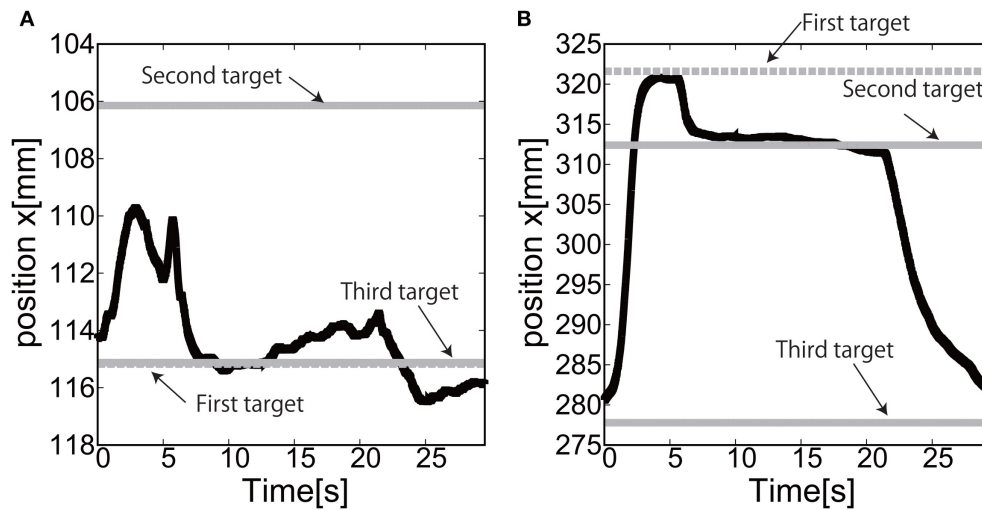 A
104
106
108
110
112
114
116
118
position x[mm]
0
5
10
15
20
25
Time[s]
Second target
Third target
First target
B
325
320
315
310
305
300
295
290
285
280
275
position x[mm]
0
5
10
15
20
25
Time[s]
First target
Second target
Third target